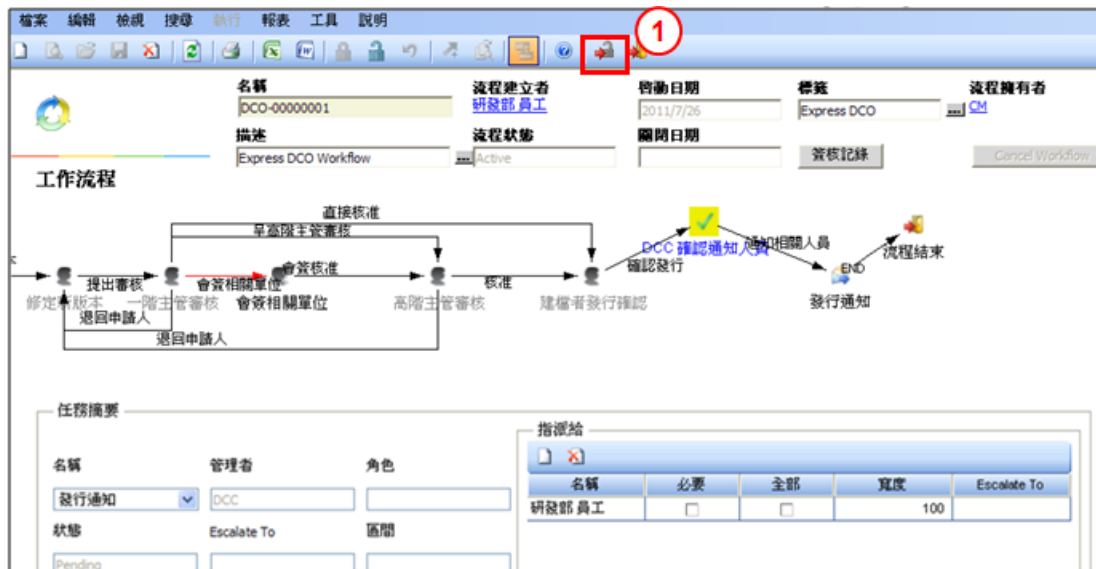 檔案 編輯 檢視 搜尋 執行 報表 工具 說明
1
名稱 流程建立者 啓動日期 標籤 流程擁有者
DCO-00000001 研發部 員工 2011/7/26 Express DCO ... CM
描述 流程狀態 關閉日期
Express DCO Workflow ... Active 簽核記錄 Cancel Workflow
工作流程
直接核准
呈高階主管審核
DCC 確認通知人員 通知相關人員
流程結束
會簽核准 確認發行 END
提出審核 會簽相關單位 核准
修定新版本 一階主管審核 會簽相關單位 高階主管審核 建檔者發行確認 發行通知
退回申請人
退回申請人
任務摘要
指派給
名稱 管理者 角色
名稱 必要 全部 寬度 Escalate To
發行通知 DCC
研發部 員工 100
狀態 Escalate To 區間
Pending